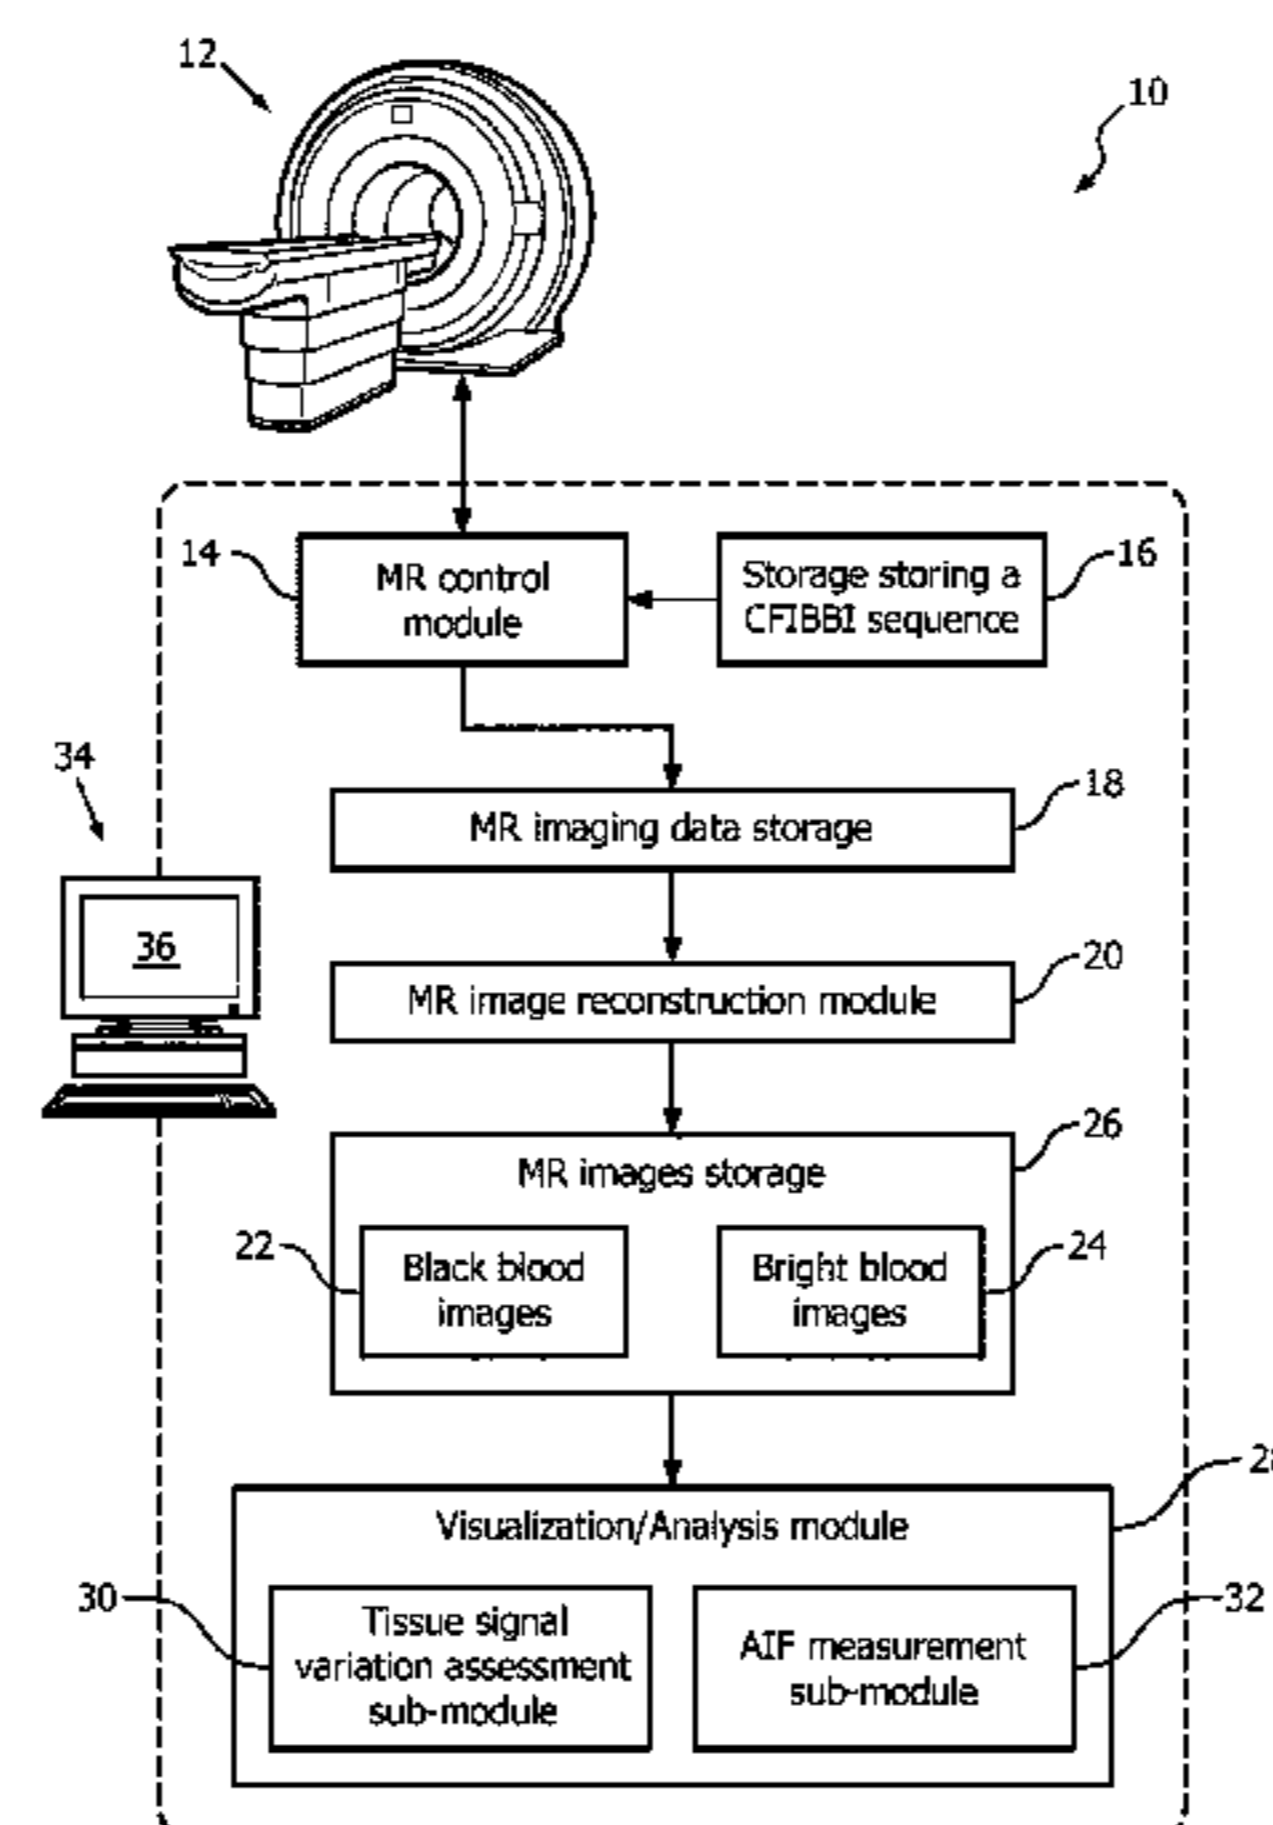 12
10
14
MR control
module
Storage storing a
CFIBBI sequence
16
34
18
MR imaging data storage
36
20
MR image reconstruction module
26
MR images storage
22
Black blood
images
Bright blood
images
24
Visualization/Analysis module
30
Tissue signal
variation assessment
sub-module
AIF measurement
sub-module
32